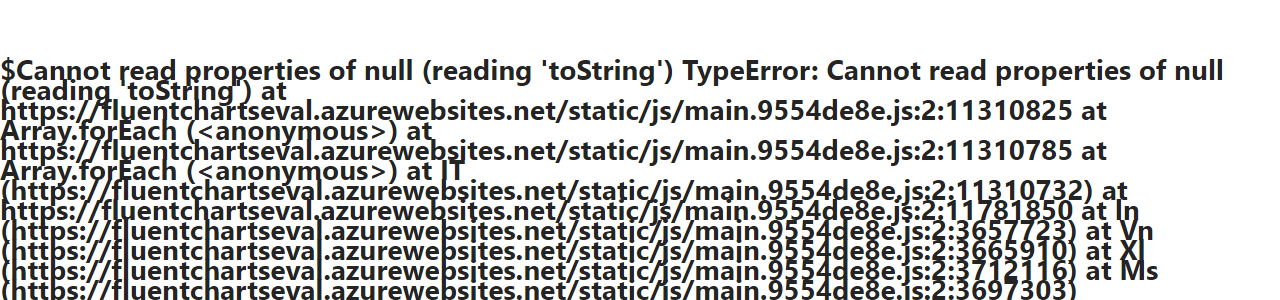 $Cannot read properties of null (reading 'toString') TypeError: Cannot read properties of null
(reading 'toString') at
https://fluentchartseval.azurewebsites.net/static/js/main.9554de8e.js:2:11310825 at
Array.forEach (<anonymous>) at
https://fluentchartseval.azurewebsites.net/static/js/main.9554de8e.js:2:11310785 at
Array.forEach (<anonymous>) at IT
(https://fluentchartseval.azurewebsites.net/static/js/main.9554de8e.js:2:11310732) at
https://fluentchartseval.azurewebsites.net/static/js/main.9554de8e.js:2:11781850 at In
(https://fluentchartseval.azurewebsites.net/static/js/main.9554de8e.js:2:3657723) at Vn
(https://fluentchartseval.azurewebsites.net/static/js/main.9554de8e.js:2:3665910) at Xl
(https://fluentchartseval.azurewebsites.net/static/js/main.9554de8e.js:2:3712116) at Ms
(https://fluentchartseval.azurewebsites.net/static/js/main.9554de8e.js:2:3697303)